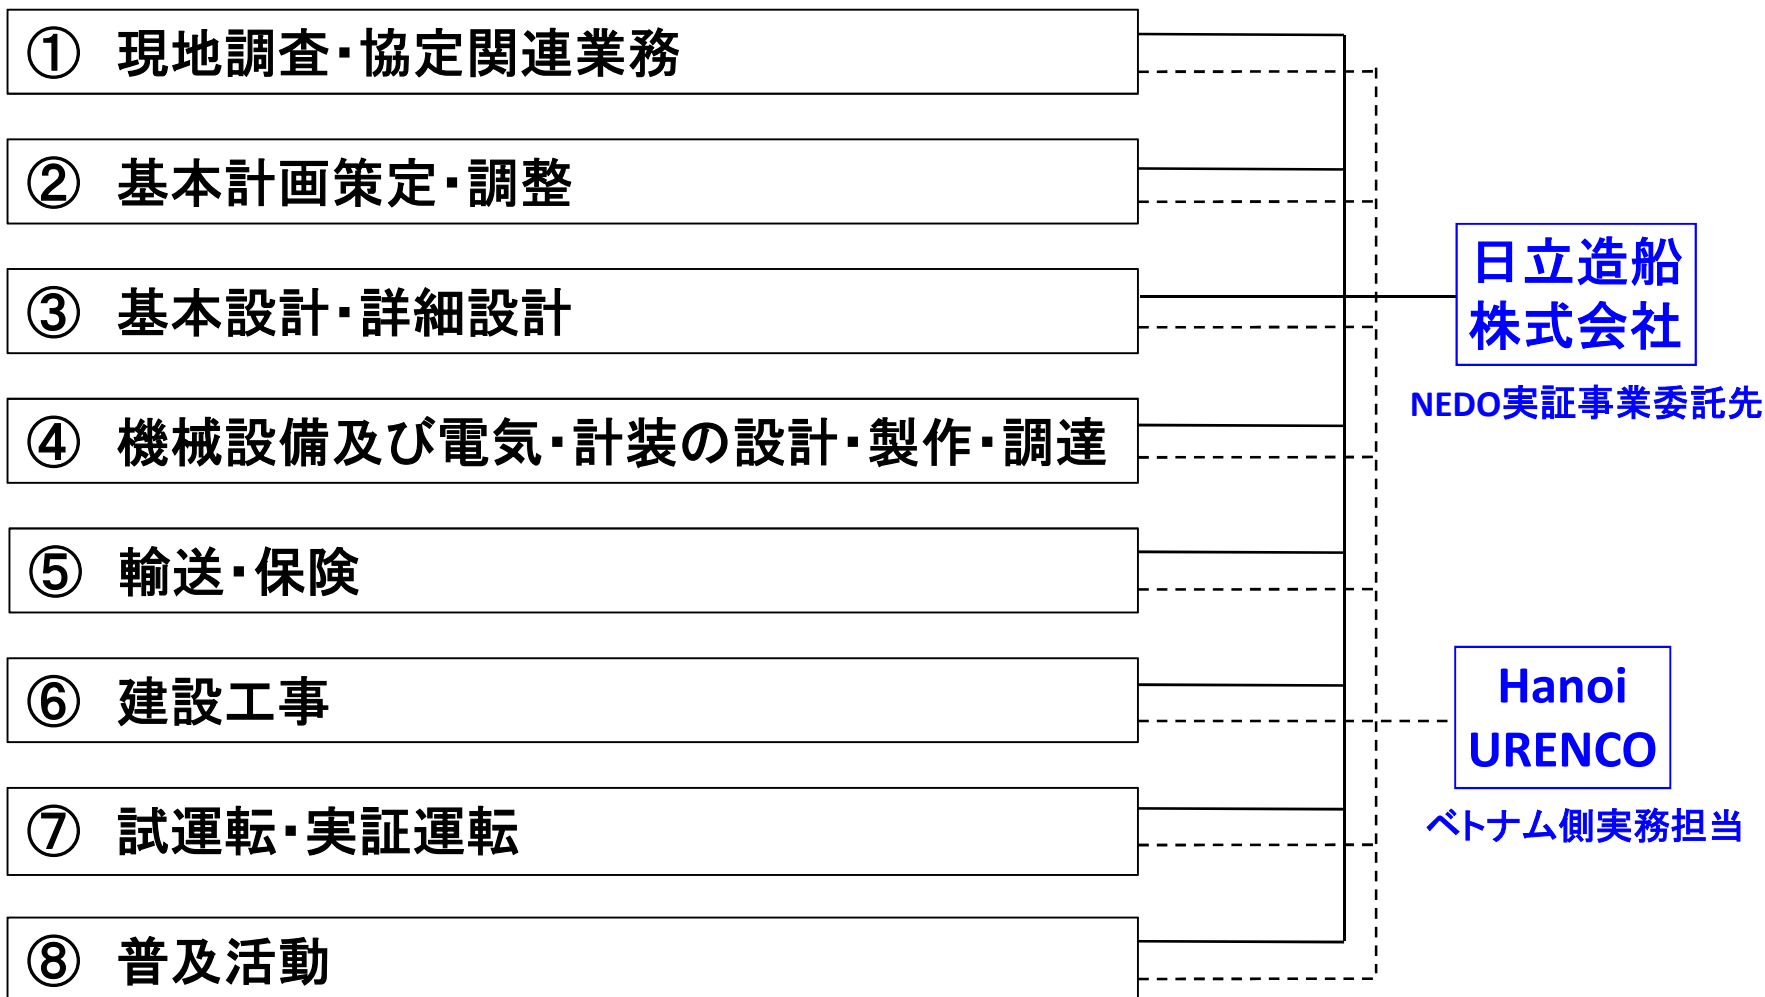 ① 現地調査・協定関連業務
② 基本計画策定・調整
③ 基本設計・詳細設計
④ 機械設備及び電気・計装の設計・製作・調達
⑤ 輸送・保険
⑥ 建設工事
⑦ 試運転・実証運転
⑧ 普及活動
日立造船
株式会社
NEDO実証事業委託先
Hanoi
URENCO
ベトナム側実務担当